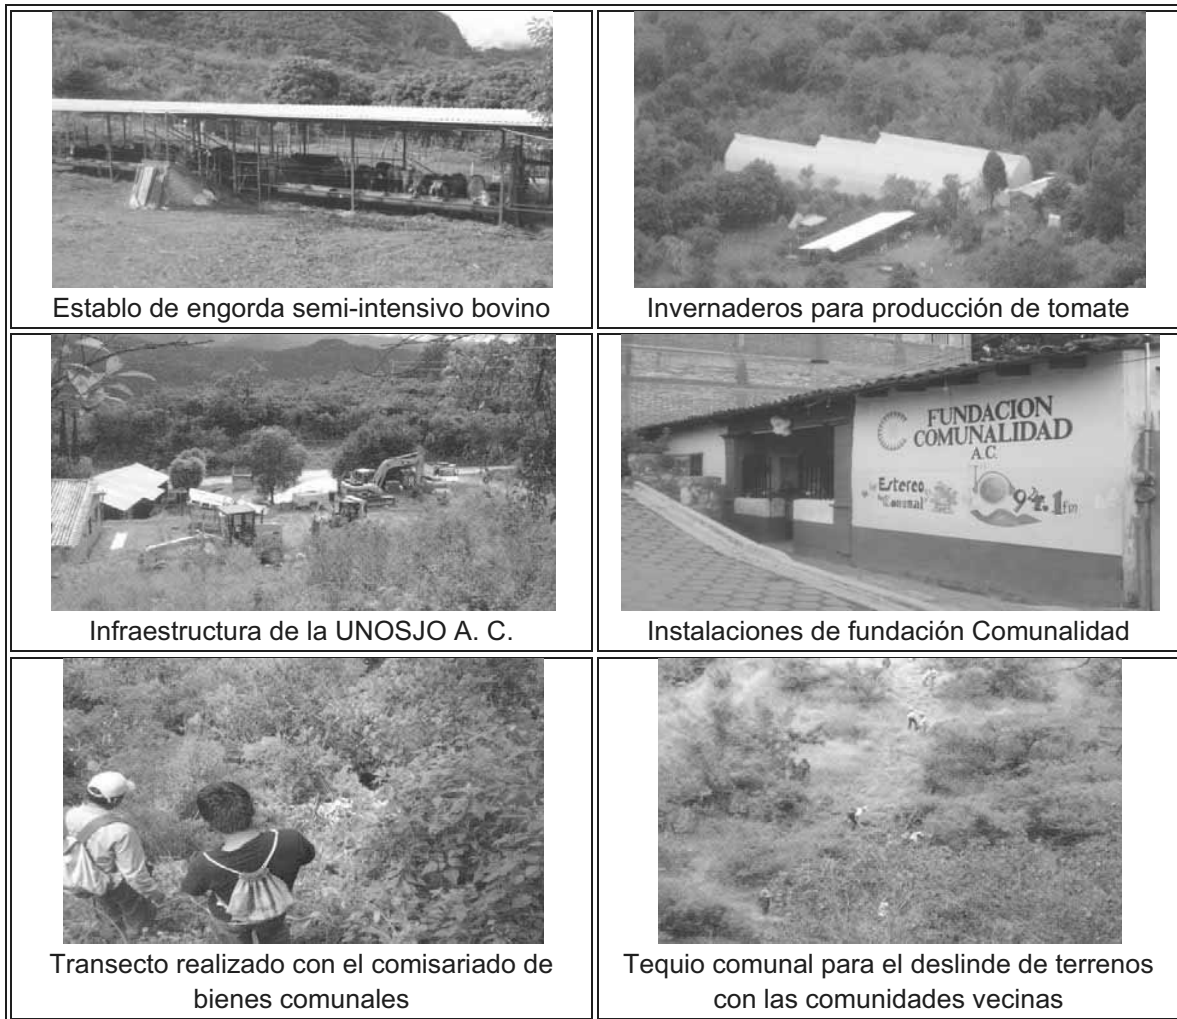 Establo de engorda semi-intensivo bovino
Invernaderos para producción de tomate
FUNDACION
COMUNALIDAD
A.C.
Estereo
Comunal
94.1 fm
Infraestructura de la UNOSJO A. C.
Instalaciones de fundación Comunalidad
Transecto realizado con el comisariado de
bienes comunales
Tequio comunal para el deslinde de terrenos
con las comunidades vecinas